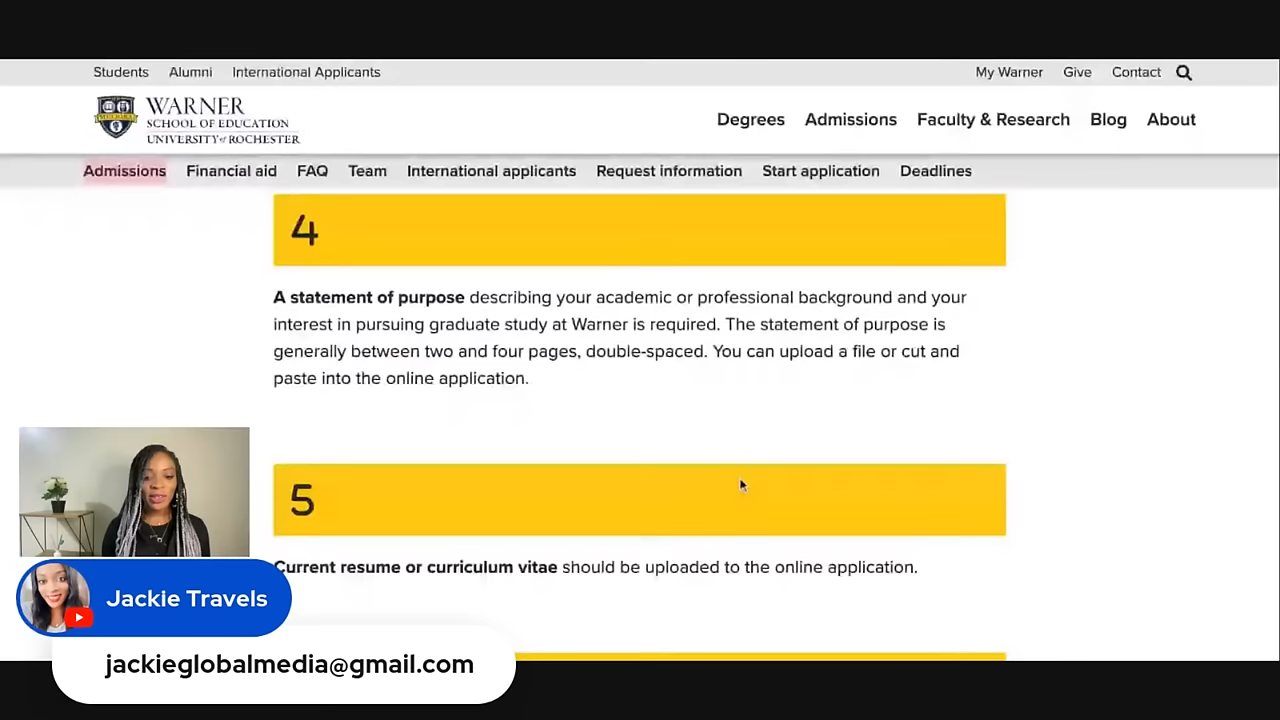 Students Alumni International Applicants My Warner Give Contact
WARNER
SCHOOL OF EDUCATION
UNIVERSITY of ROCHESTER
Degrees Admissions Faculty & Research Blog About
Admissions Financial aid FAQ Team International applicants Request information Start application Deadlines
4
A statement of purpose describing your academic or professional background and your
interest in pursuing graduate study at Warner is required. The statement of purpose is
generally between two and four pages, double-spaced. You can upload a file or cut and
paste into the online application.
5
Current resume or curriculum vitae should be uploaded to the online application.
Jackie Travels
jackieglobalmedia@gmail.com